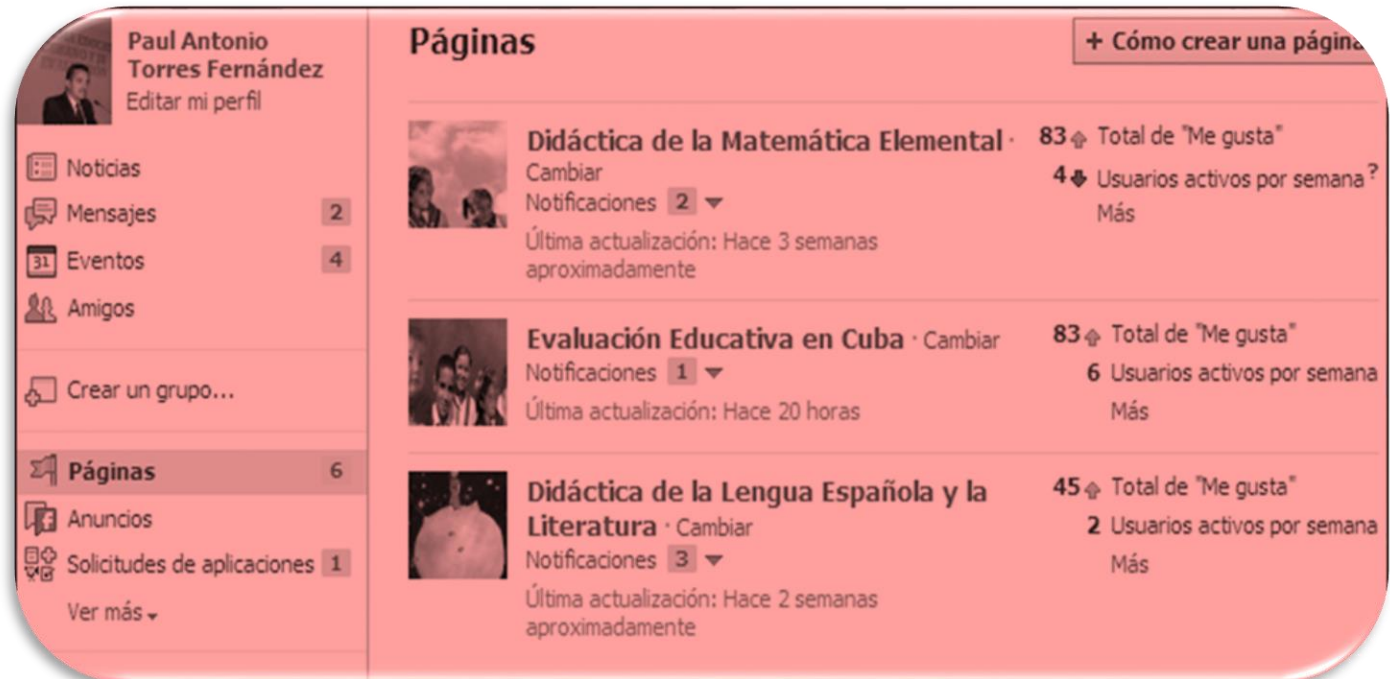 Paul Antonio
Torres Fernández
Editar mi perfil
Noticias
Mensajes 2
31 Eventos 4
Amigos
Crear un grupo...
Páginas 6
Anuncios
Solicitudes de aplicaciones 1
Ver más
Páginas
+ Cómo crear una página
Didáctica de la Matemática Elemental ·
Cambiar
Notificaciones 2
Última actualización: Hace 3 semanas
aproximadamente
83 Total de "Me gusta"
4 Usuarios activos por semana ?
Más
Evaluación Educativa en Cuba · Cambiar
Notificaciones 1
Última actualización: Hace 20 horas
83 Total de "Me gusta"
6 Usuarios activos por semana
Más
Didáctica de la Lengua Española y la
Literatura · Cambiar
Notificaciones 3
Última actualización: Hace 2 semanas
aproximadamente
45 Total de "Me gusta"
2 Usuarios activos por semana
Más